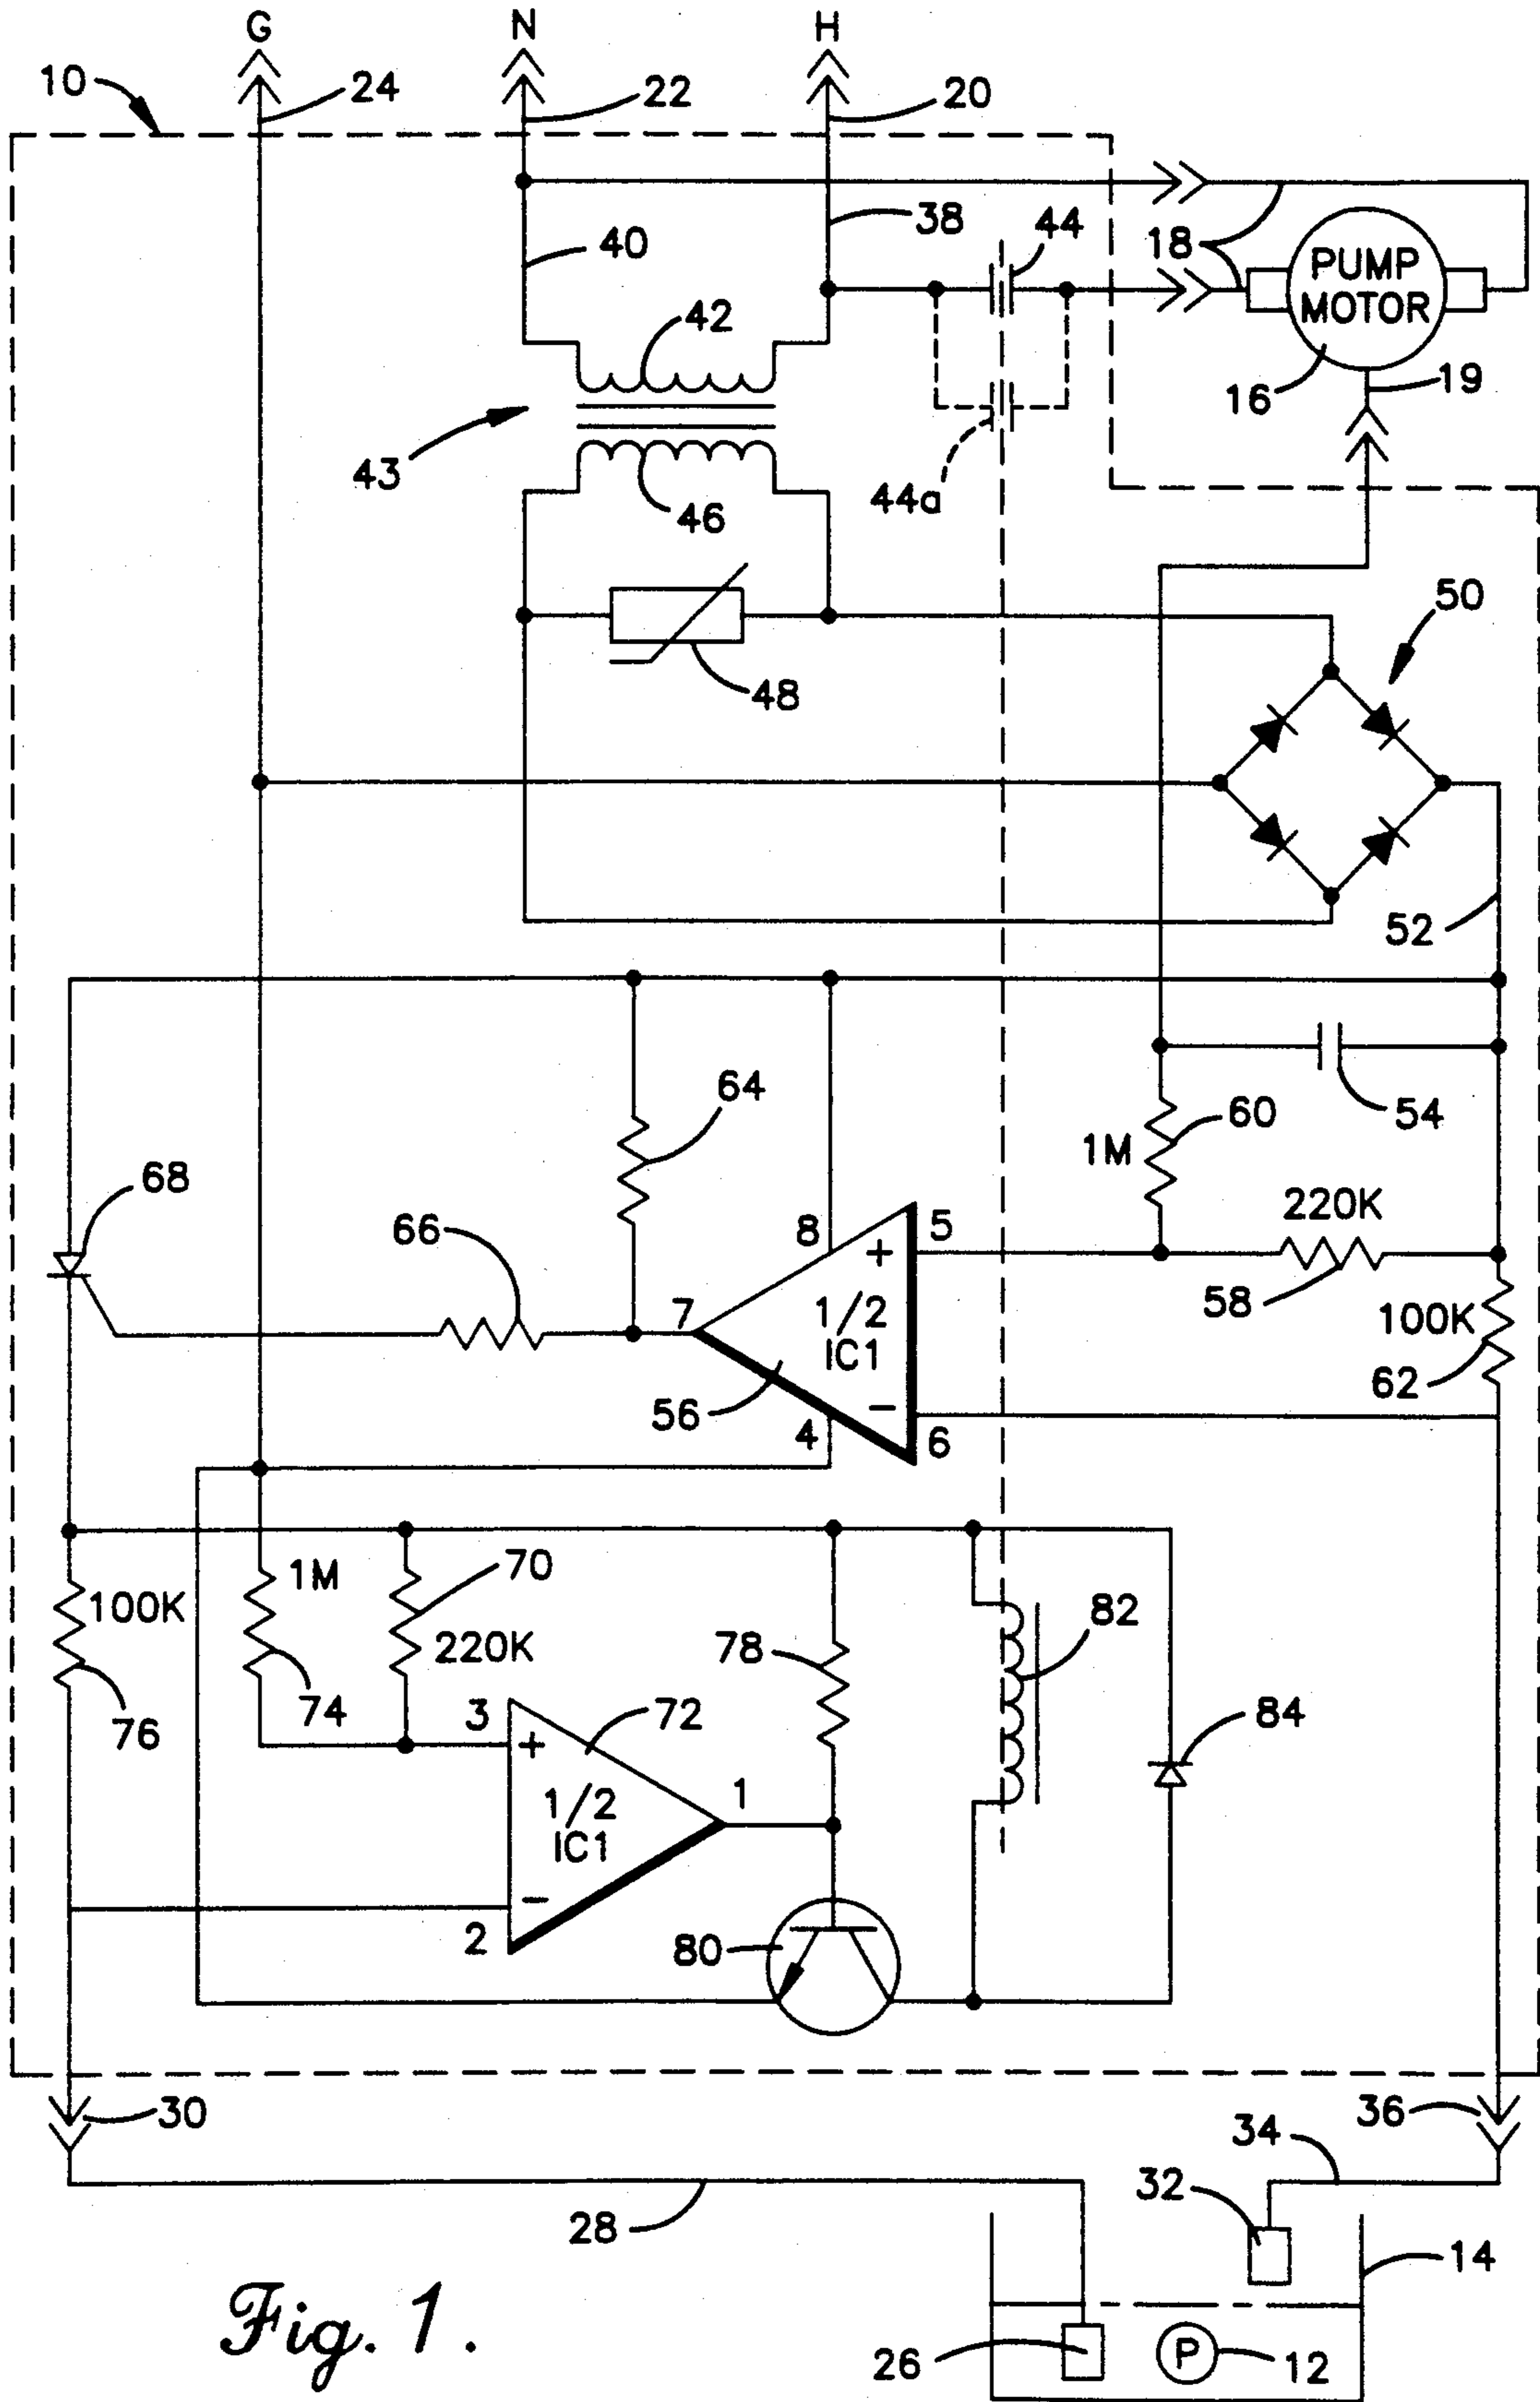 G N H
10 24 22 20
40 38 44 18
PUMP
MOTOR
42
16 19
43 46 44a
48 50
52
64 60 54
1M
68
66 8 5 220K
+
7 1/2 58 100K
IC1
56 62
4 − 6
1M 70
100K 82
220K 78
76 74 3 72 84
+
1/2 1
IC1
−
2 80
30 36
34
32
28
14
Fig. 1.
26 P 12